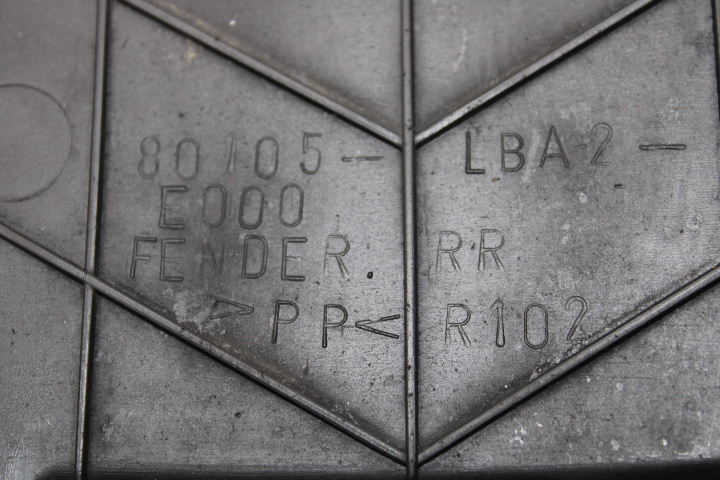 80105-LBA2-
E000
FENDER. RR
>PP< R102